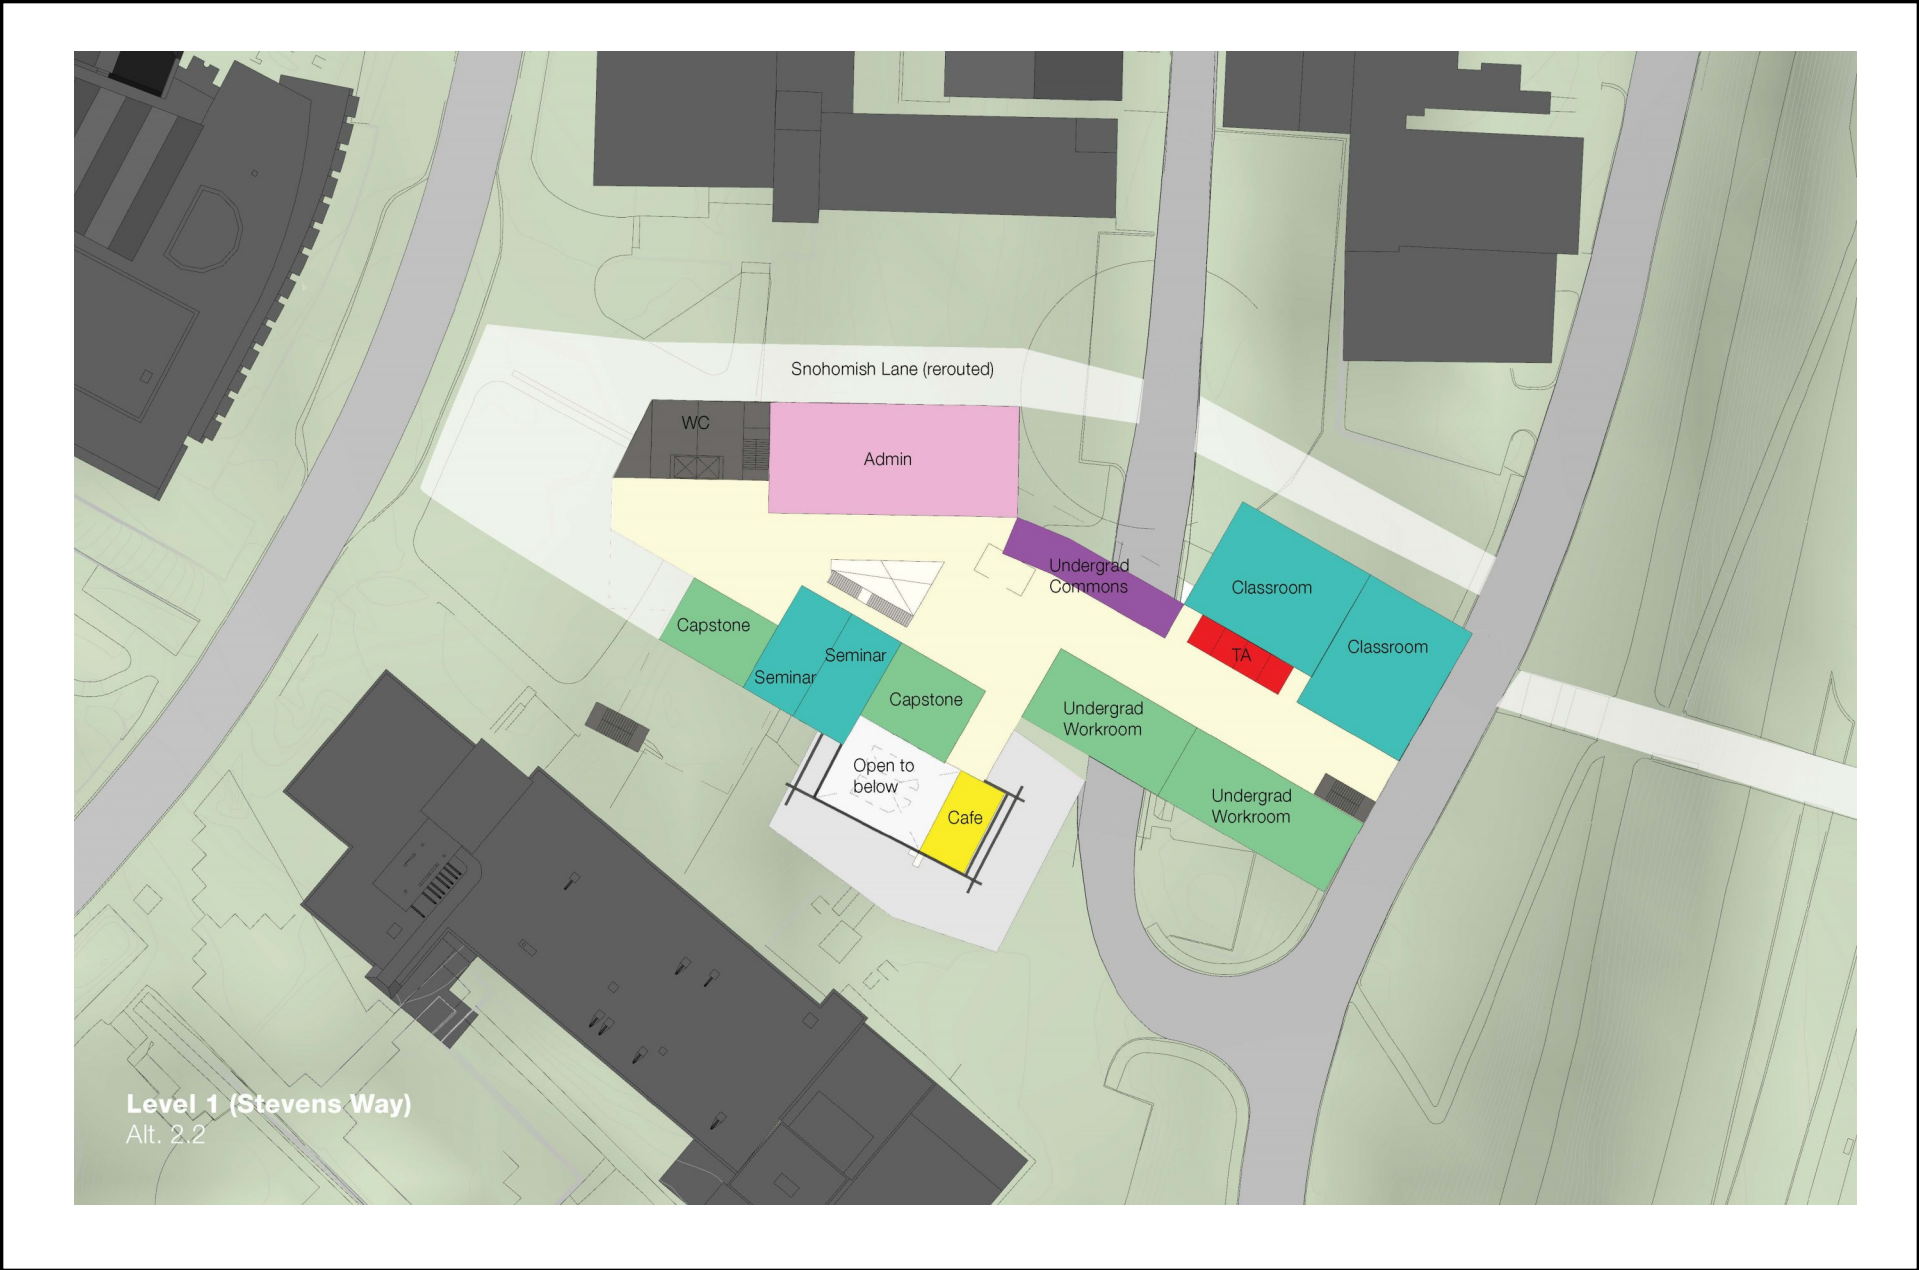 Snohomish Lane (rerouted)
WC
Admin
Undergrad
Commons
Classroom
Classroom
Capstone
Seminar
Seminar
TA
Capstone
Undergrad
Workroom
Open to
below
Cafe
Undergrad
Workroom
Level 1 (Stevens Way)
Alt. 2.2